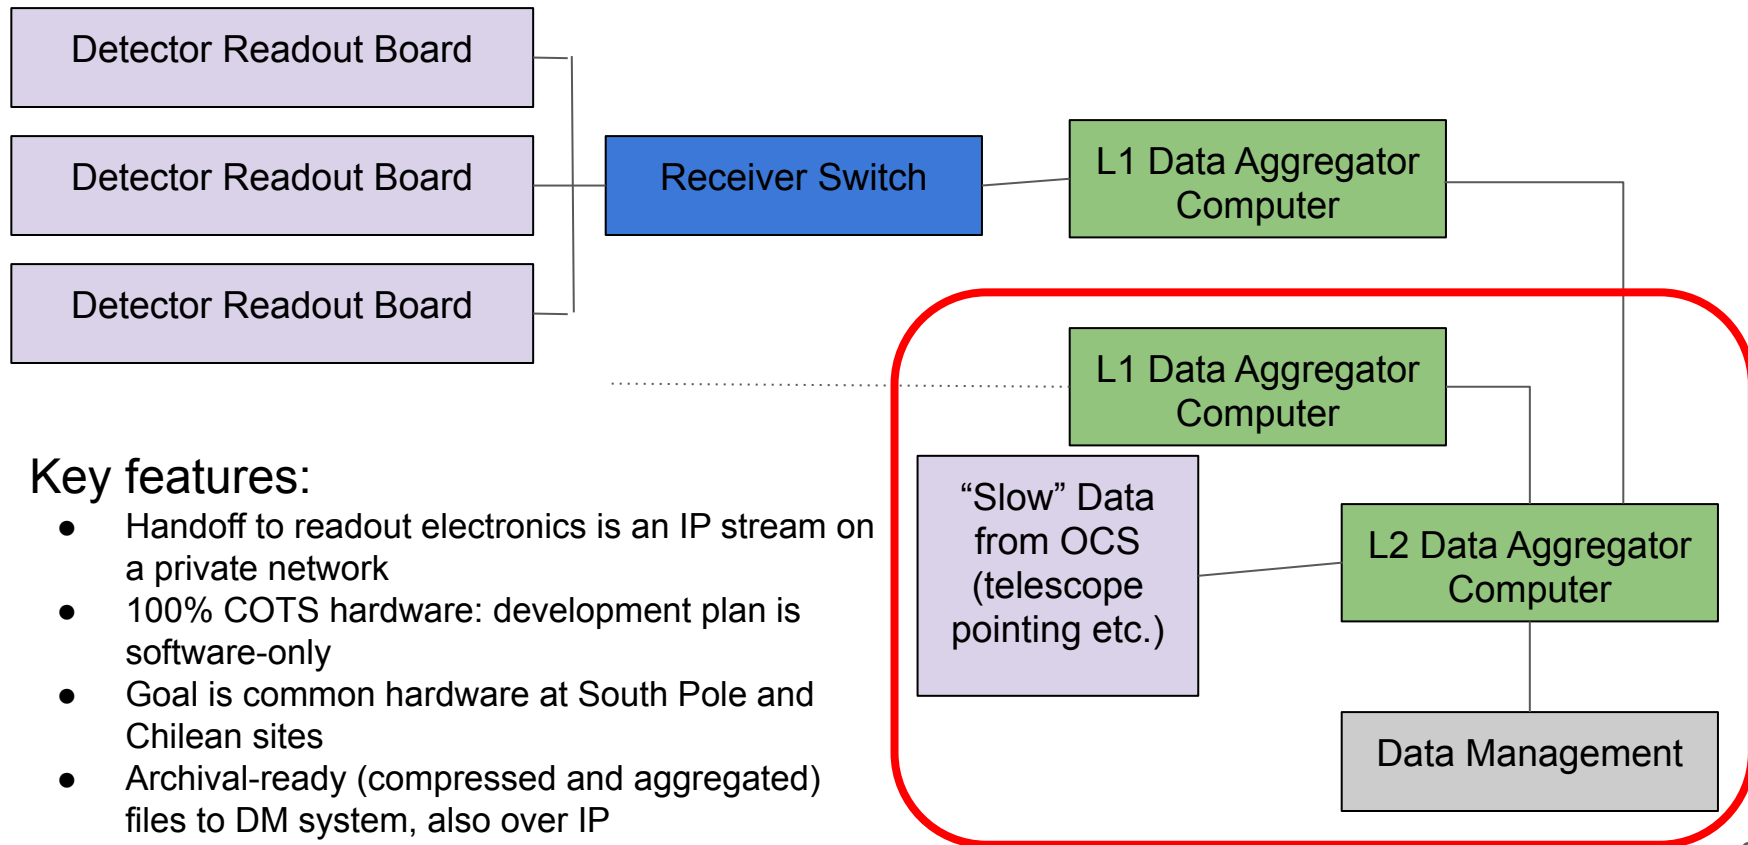 Detector Readout Board
Detector Readout Board
Receiver Switch
L1 Data Aggregator
Computer
Detector Readout Board
L1 Data Aggregator
Computer
Key features:
● Handoff to readout electronics is an IP stream on
a private network
● 100% COTS hardware: development plan is
software-only
● Goal is common hardware at South Pole and
Chilean sites
● Archival-ready (compressed and aggregated)
files to DM system, also over IP
“Slow” Data
from OCS
(telescope
pointing etc.)
L2 Data Aggregator
Computer
Data Management